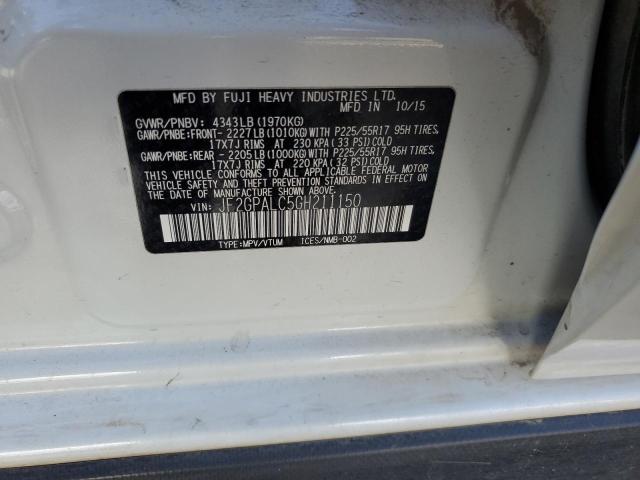 MFD BY FUJI HEAVY INDUSTRIES LTD.
MFD IN 10/15
GVWR/PNBV: 4343LB(1970KG)
GAWR/PNBE:FRONT- 2227LB(1010KG)WITH P225/55R17 95H TIRES,
17X7J RIMS AT 230 KPA(33 PSI)COLD
GAWR/PNBE:REAR - 2205LB(1000KG)WITH P225/55R17 95H TIRES,
17X7J RIMS AT 220 KPA(32 PSI)COLD
THIS VEHICLE CONFORMS TO ALL APPLICABLE FEDERAL MOTOR
VEHICLE SAFETY AND BUMPER STANDARDS IN EFFECT ON THE DATE
OF MANUFACTURE SHOWN ABOVE.
VIN: JF2GPALC5GH211150
TYPE:MPV/VTUM ICES/NMB-002